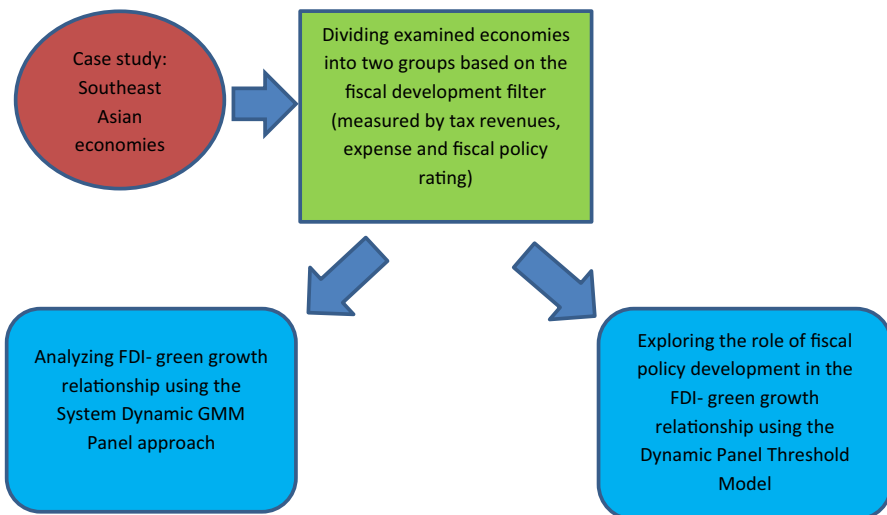 Case study:
Southeast
Asian
economies
Dividing examined economies
into two groups based on the
fiscal development filter
(measured by tax revenues,
expense and fiscal policy
rating)
Analyzing FDI- green growth
relationship using the
System Dynamic GMM
Panel approach
Exploring the role of fiscal
policy development in the
FDI- green growth
relationship using the
Dynamic Panel Threshold
Model